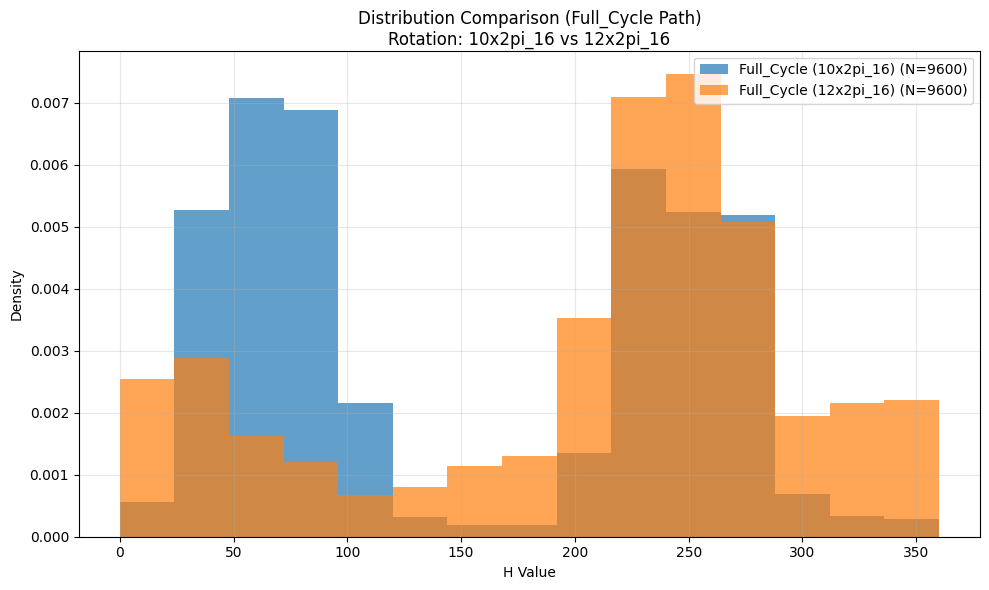 Distribution Comparison (Full_Cycle Path)
Rotation: 10x2pi_16 vs 12x2pi_16
Full_Cycle (10x2pi_16) (N=9600)
Full_Cycle (12x2pi_16) (N=9600)
0.007
0.006
0.005
0.004
0.003
0.002
0.001
0.000
Density
0 50 100 150 200 250 300 350
H Value